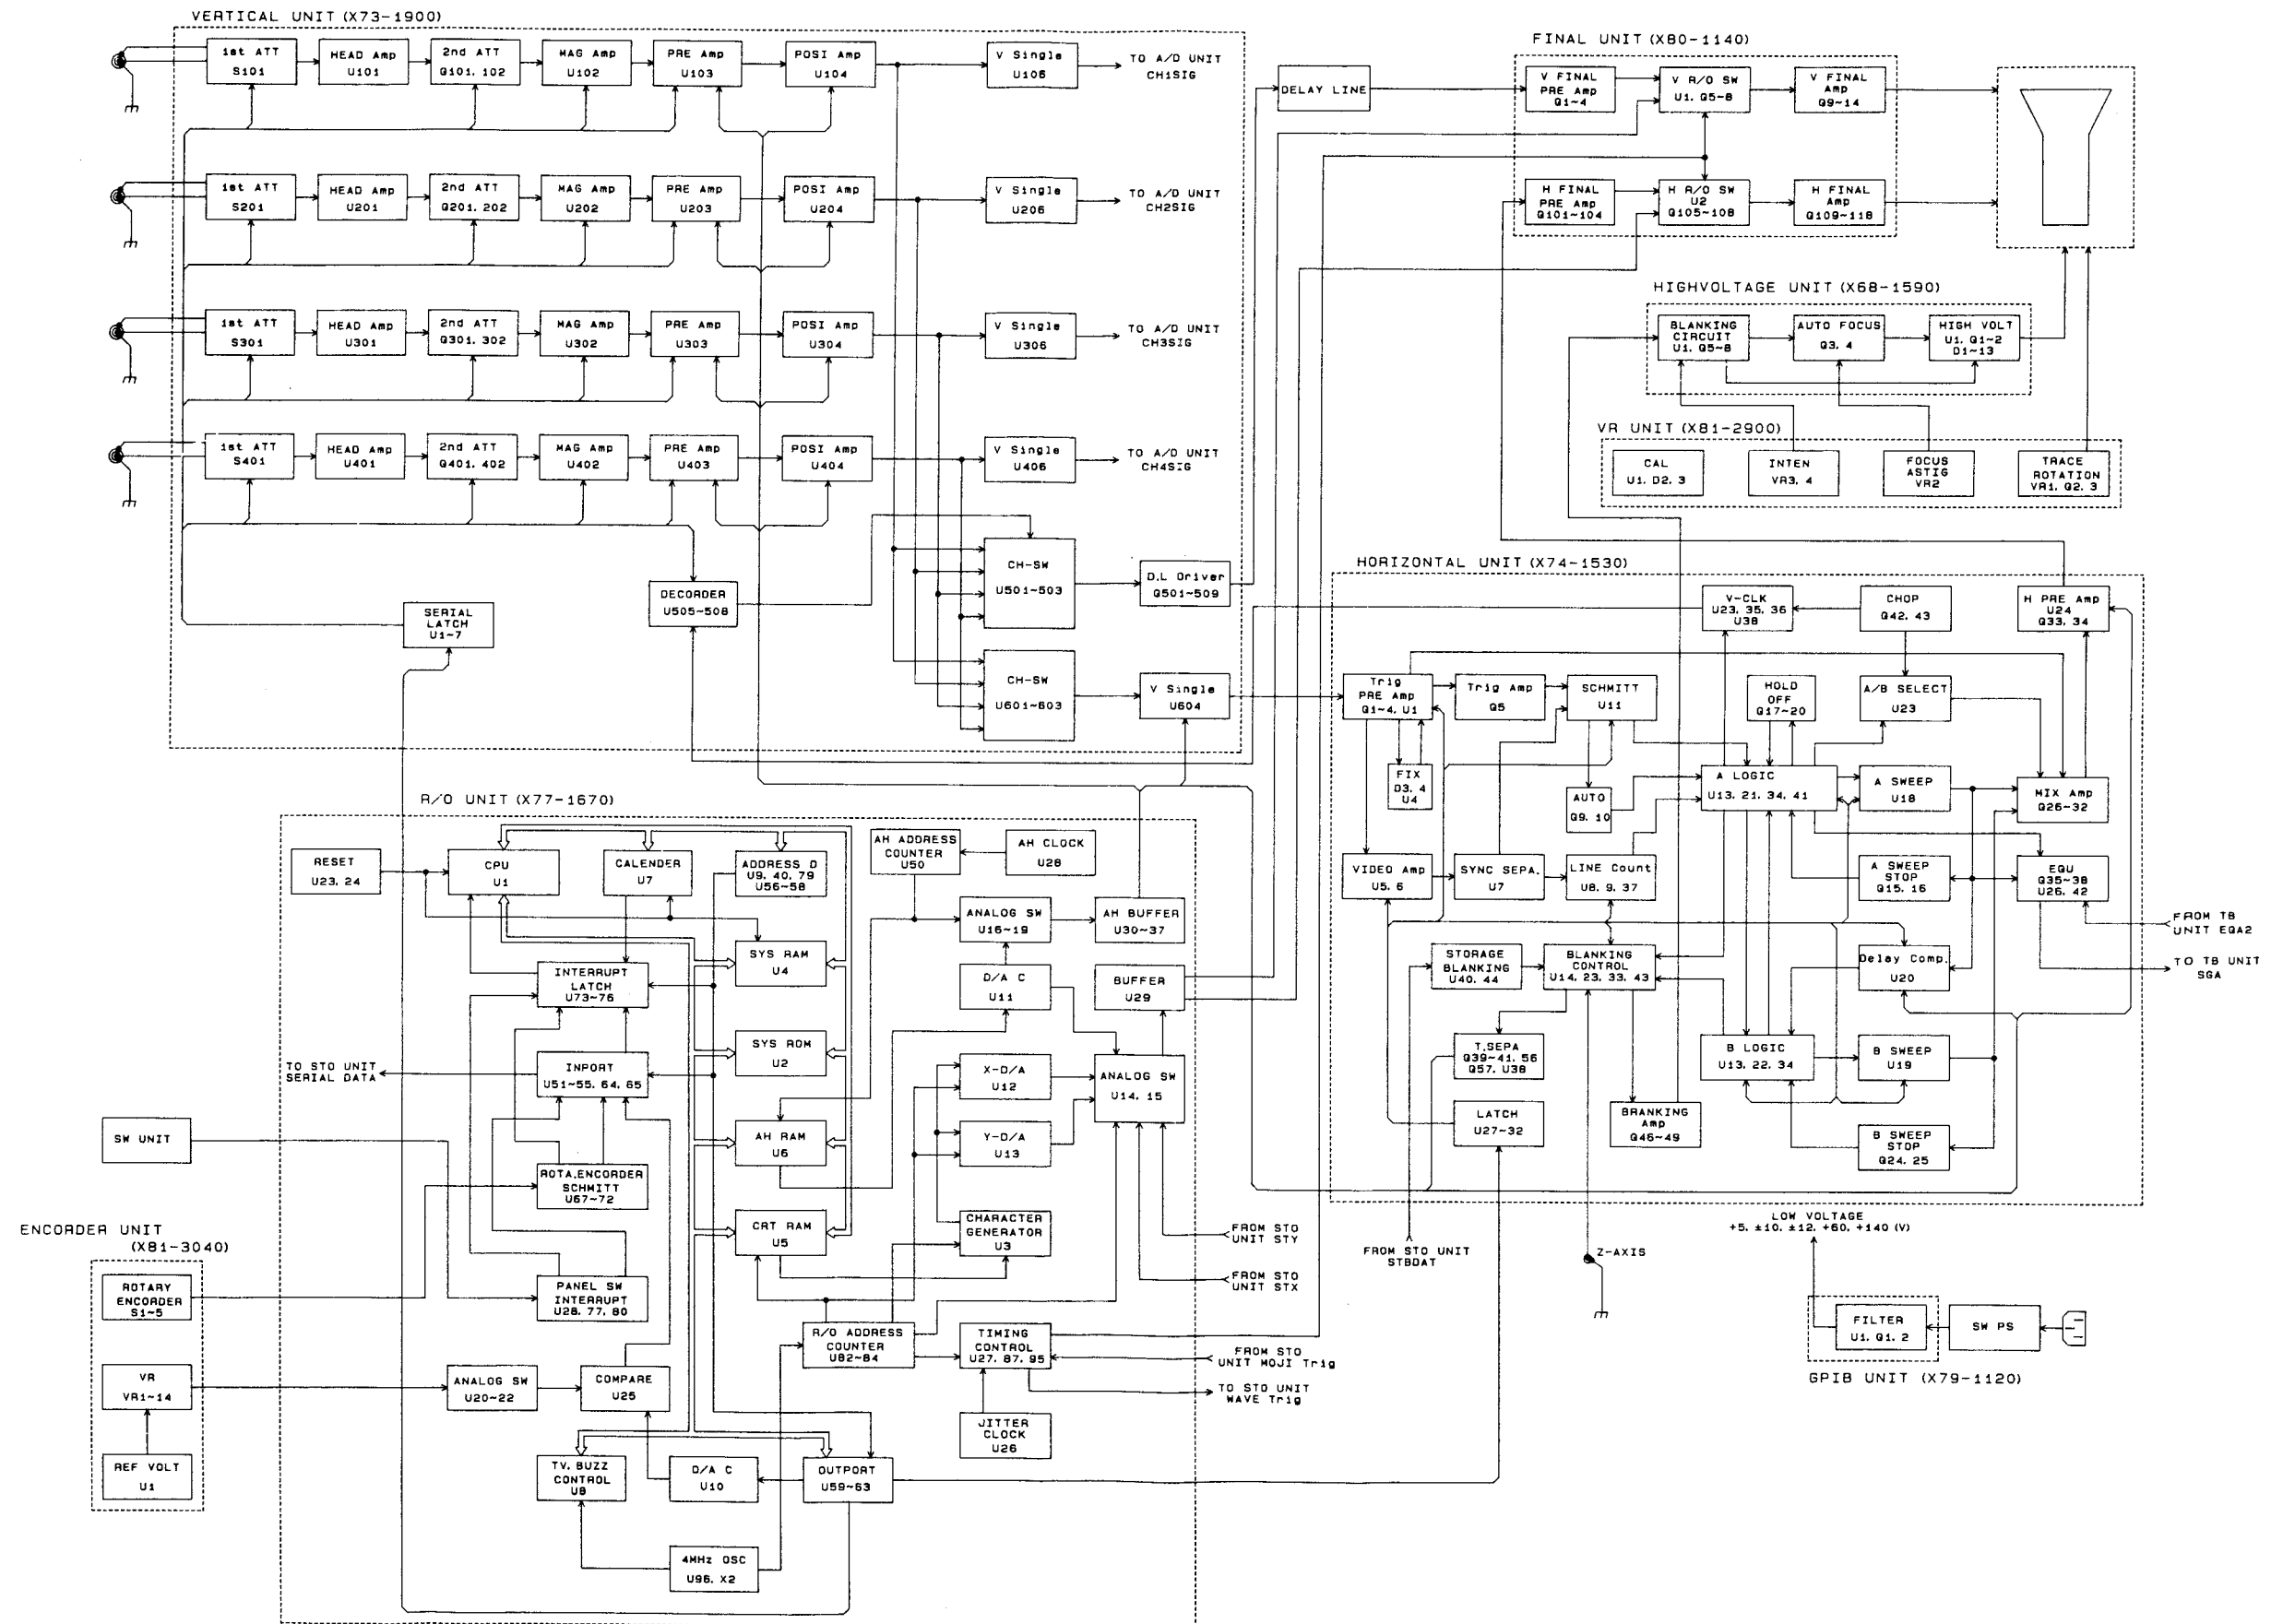 VERTICAL UNIT (X73-1900)
1st ATT
S101
HEAD Amp
U101
2nd ATT
Q101. 102
MAG Amp
U102
PRE Amp
U103
POSI Amp
U104
V Single
U106
TO A/D UNIT
CH1SIG
1st ATT
S201
HEAD Amp
U201
2nd ATT
Q201. 202
MAG Amp
U202
PRE Amp
U203
POSI Amp
U204
V Single
U206
TO A/D UNIT
CH2SIG
1st ATT
S301
HEAD Amp
U301
2nd ATT
Q301. 302
MAG Amp
U302
PRE Amp
U303
POSI Amp
U304
V Single
U306
TO A/D UNIT
CH3SIG
1st ATT
S401
HEAD Amp
U401
2nd ATT
Q401. 402
MAG Amp
U402
PRE Amp
U403
POSI Amp
U404
V Single
U406
TO A/D UNIT
CH4SIG
SERIAL
LATCH
U1~7
DECORDER
U505~508
CH-SW
U501~503
D.L Driver
Q501~509
CH-SW
U601~603
V Single
U604
DELAY LINE
FINAL UNIT (X80-1140)
V FINAL
PRE Amp
Q1~4
V R/O SW
U1. Q5~8
V FINAL
Amp
Q9~14
H FINAL
PRE Amp
Q101~104
H R/O SW
U2
Q105~108
H FINAL
Amp
Q109~118
HIGHVOLTAGE UNIT (X68-1590)
BLANKING
CIRCUIT
U1. Q5~8
AUTO FOCUS
Q3. 4
HIGH VOLT
U1. Q1~2
D1~13
VR UNIT (X81-2900)
CAL
U1. D2. 3
INTEN
VR3. 4
FOCUS
ASTIG
VR2
TRACE
ROTATION
VR1. Q2. 3
HORIZONTAL UNIT (X74-1530)
V-CLK
U23. 35. 36
U38
CHOP
Q42. 43
H PRE Amp
U24
Q33. 34
Trig
PRE Amp
Q1~4. U1
Trig Amp
Q5
SCHMITT
U11
HOLD
OFF
Q17~20
A/B SELECT
U23
FIX
D3. 4
U4
AUTO
Q9. 10
A LOGIC
U13. 21. 34. 41
A SWEEP
U18
MIX Amp
Q26~32
VIDEO Amp
U5. 6
SYNC SEPA.
U7
LINE Count
U8. 9. 37
A SWEEP
STOP
Q15. 16
EQU
Q35~38
U26. 42
FROM TB
UNIT EQA2
TO TB UNIT
SGA
STORAGE
BLANKING
U40. 44
BLANKING
CONTROL
U14. 23. 33. 43
Delay Comp.
U20
T.SEPA
Q39~41. 56
Q57. U38
B LOGIC
U13. 22. 34
B SWEEP
U19
LATCH
U27~32
BRANKING
Amp
Q46~49
B SWEEP
STOP
Q24. 25
FROM STO UNIT
STBDAT
Z-AXIS
LOW VOLTAGE
+5. ±10. ±12. +60. +140 (V)
FILTER
U1. Q1. 2
SW PS
GPIB UNIT (X79-1120)
R/O UNIT (X77-1670)
RESET
U23. 24
CPU
U1
CALENDER
U7
ADDRESS D
U9. 40. 79
U56~58
AH ADDRESS
COUNTER
U50
AH CLOCK
U28
ANALOG SW
U16~19
AH BUFFER
U30~37
SYS RAM
U4
INTERRUPT
LATCH
U73~76
D/A C
U11
BUFFER
U29
SYS ROM
U2
TO STO UNIT
SERIAL DATA
INPORT
U51~55. 64. 65
X-D/A
U12
ANALOG SW
U14. 15
SW UNIT
AH RAM
U6
Y-D/A
U13
ROTA.ENCORDER
SCHMITT
U67~72
CRT RAM
U5
CHARACTER
GENERATOR
U3
FROM STO
UNIT STY
FROM STO
UNIT STX
ENCORDER UNIT
(X81-3040)
ROTARY
ENCORDER
S1~5
PANEL SW
INTERRUPT
U28. 77. 80
R/O ADDRESS
COUNTER
U82~84
TIMING
CONTROL
U27. 87. 95
FROM STO
UNIT MOJI Trig
TO STO UNIT
WAVE Trig
VR
VR1~14
ANALOG SW
U20~22
COMPARE
U25
JITTER
CLOCK
U26
REF VOLT
U1
TV. BUZZ
CONTROL
U8
D/A C
U10
OUTPORT
U59~63
4MHz OSC
U96. X2